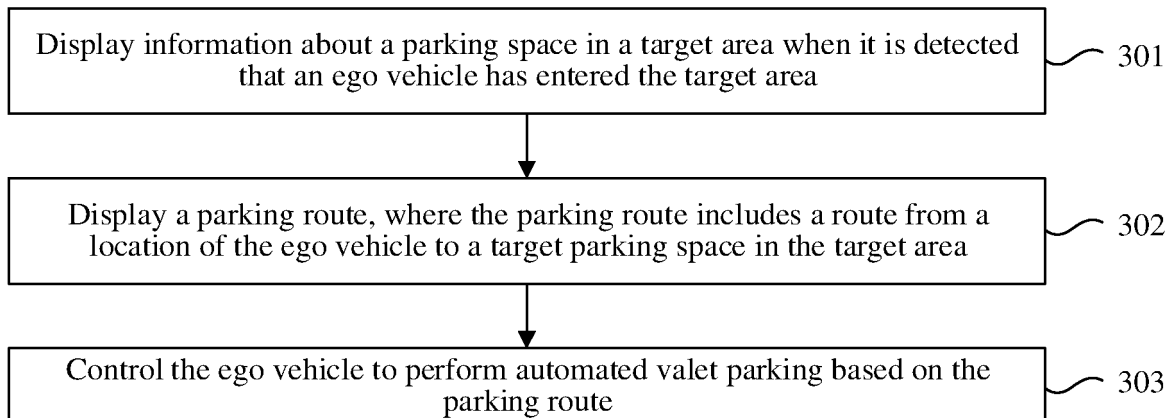 Display information about a parking space in a target area when it is detected
that an ego vehicle has entered the target area
301
Display a parking route, where the parking route includes a route from a
location of the ego vehicle to a target parking space in the target area
302
Control the ego vehicle to perform automated valet parking based on the
parking route
303